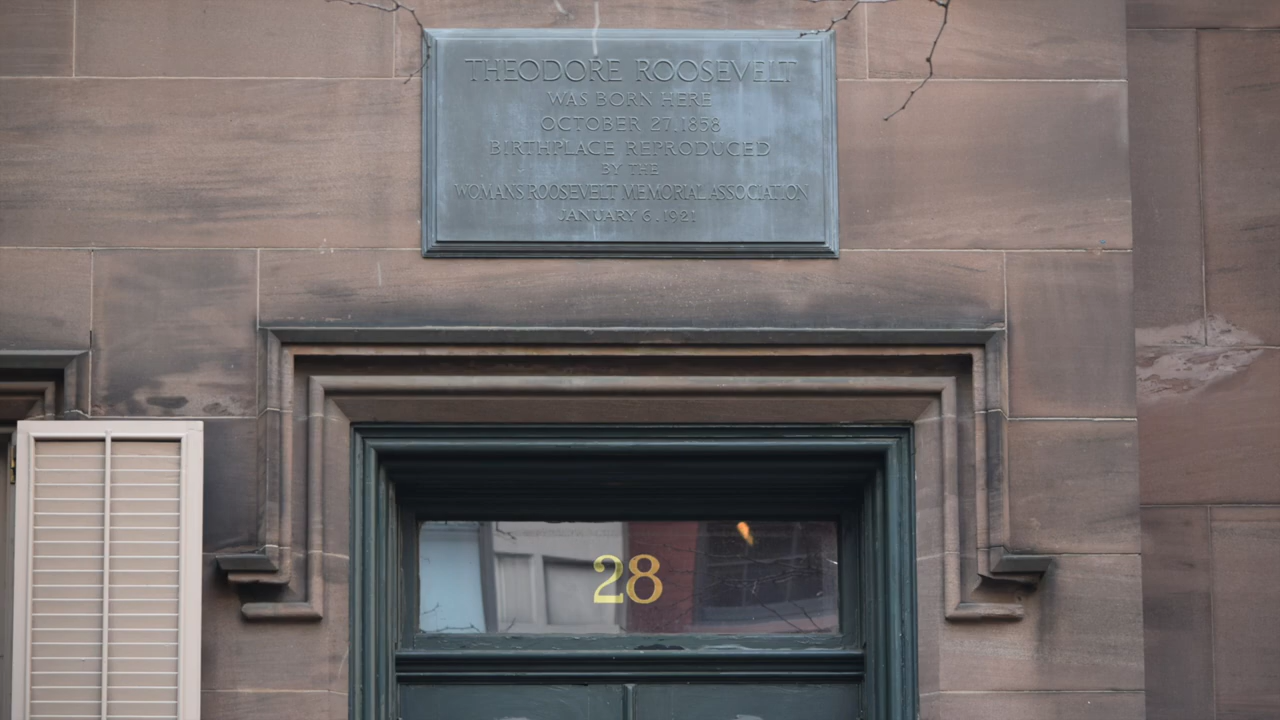 THEODORE ROOSEVELT
WAS BORN HERE
OCTOBER 27.1858
BIRTHPLACE REPRODUCED
BY THE
WOMANS ROOSEVELT MEMORIAL ASSOCIATION
JANUARY 6.1921
28